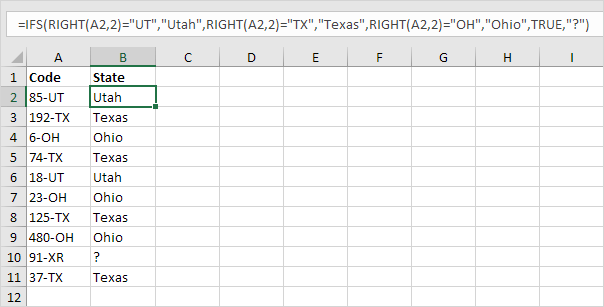 =IFS(RIGHT(A2,2)="UT","Utah",RIGHT(A2,2)="TX","Texas",RIGHT(A2,2)="OH","Ohio",TRUE,"?")
A B C D E F G H I
1 Code State
2 85-UT Utah
3 192-TX Texas
4 6-OH Ohio
5 74-TX Texas
6 18-UT Utah
7 23-OH Ohio
8 125-TX Texas
9 480-OH Ohio
10 91-XR ?
11 37-TX Texas
12